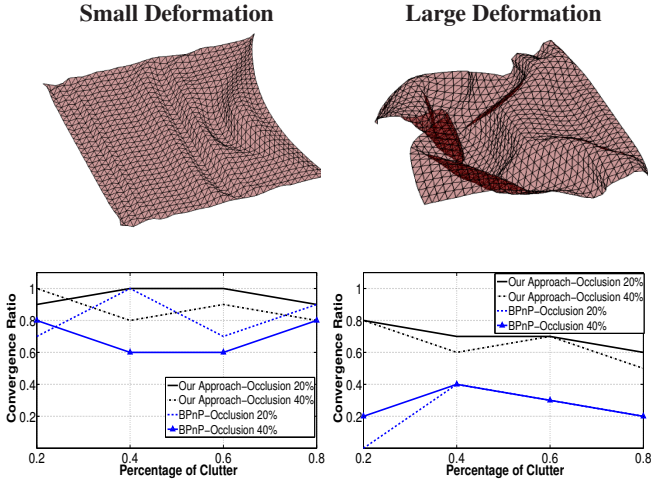 Small Deformation
Large Deformation
Convergence Ratio
1
0.8
0.6
0.4
0.2
Our Approach-Occlusion 20%
Our Approach-Occlusion 40%
BPnP-Occlusion 20%
BPnP-Occlusion 40%
0.2 0.4 0.6 0.8
Percentage of Clutter
Convergence Ratio
1
0.8
0.6
0.4
0.2
Our Approach-Occlusion 20%
Our Approach-Occlusion 40%
BPnP-Occlusion 20%
BPnP-Occlusion 40%
0.2 0.4 0.6 0.8
Percentage of Clutter